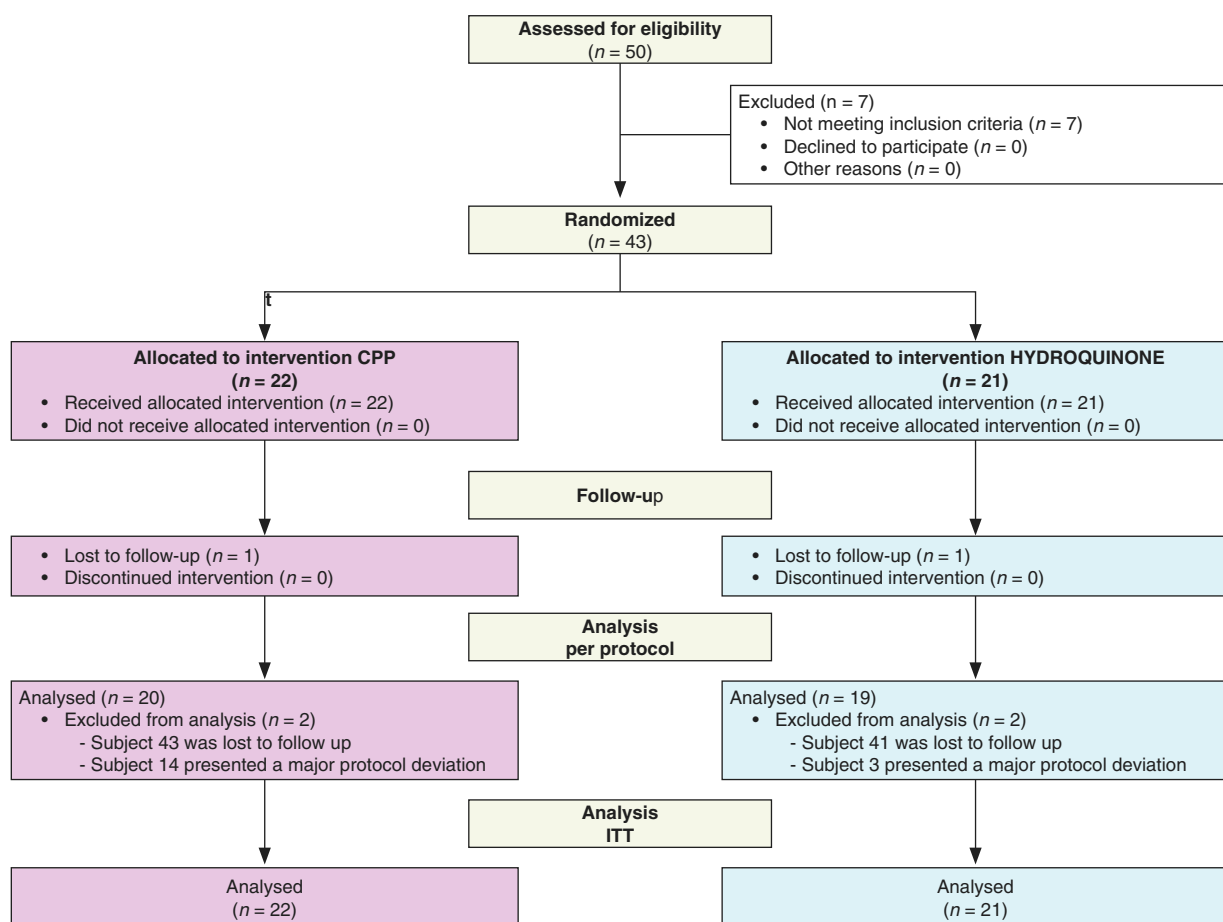 Assessed for eligibility
(n = 50)
Excluded (n = 7)
• Not meeting inclusion criteria (n = 7)
• Declined to participate (n = 0)
• Other reasons (n = 0)
Randomized
(n = 43)
t
Allocated to intervention CPP
(n = 22)
• Received allocated intervention (n = 22)
• Did not receive allocated intervention (n = 0)
Allocated to intervention HYDROQUINONE
(n = 21)
• Received allocated intervention (n = 21)
• Did not receive allocated intervention (n = 0)
Follow-up
• Lost to follow-up (n = 1)
• Discontinued intervention (n = 0)
• Lost to follow-up (n = 1)
• Discontinued intervention (n = 0)
Analysis
per protocol
Analysed (n = 20)
• Excluded from analysis (n = 2)
- Subject 43 was lost to follow up
- Subject 14 presented a major protocol deviation
Analysed (n = 19)
• Excluded from analysis (n = 2)
- Subject 41 was lost to follow up
- Subject 3 presented a major protocol deviation
Analysis
ITT
Analysed
(n = 22)
Analysed
(n = 21)